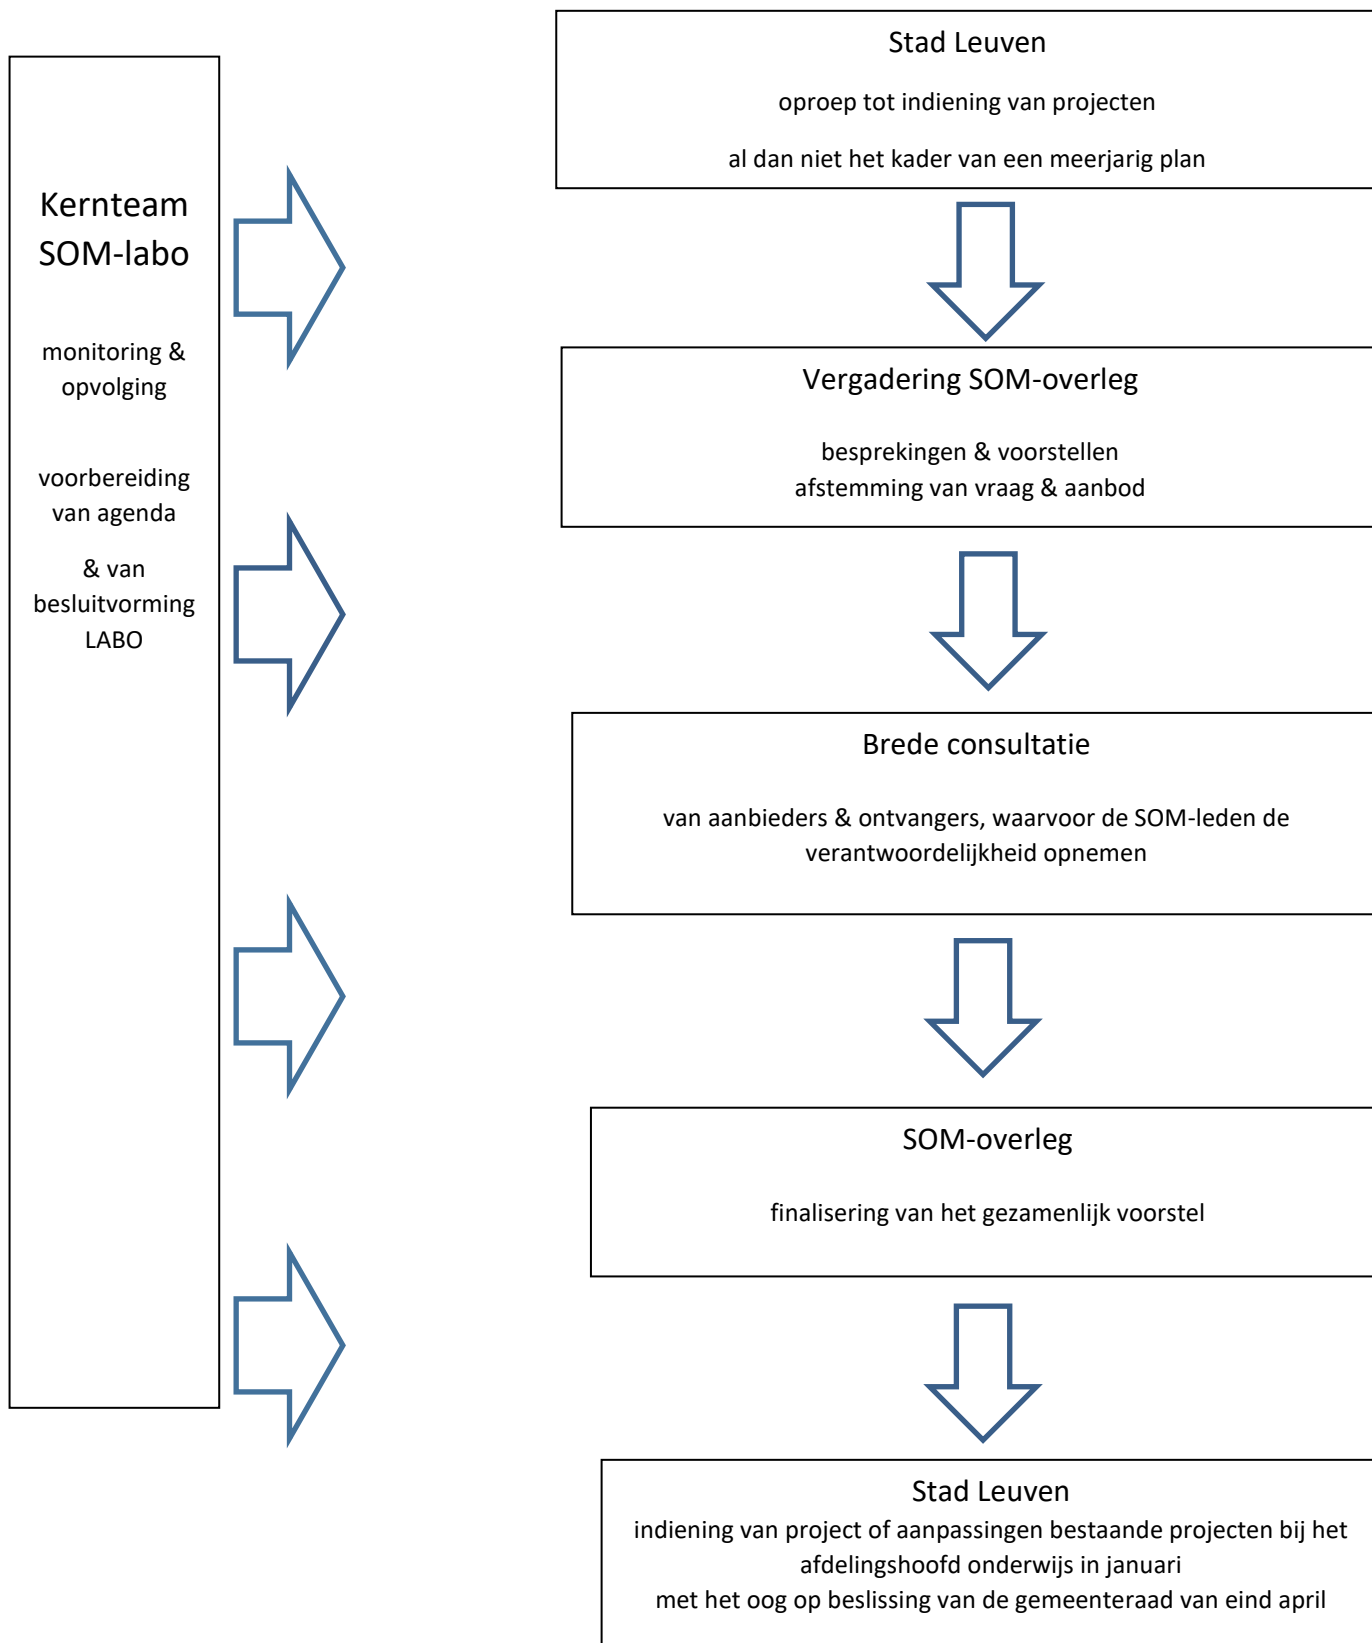 Kernteam
SOM-labo
monitoring &
opvolging
voorbereiding
van agenda
& van
besluitvorming
LABO
Stad Leuven
oproep tot indiening van projecten
al dan niet het kader van een meerjarig plan
Vergadering SOM-overleg
besprekingen & voorstellen
afstemming van vraag & aanbod
Brede consultatie
van aanbieders & ontvangers, waarvoor de SOM-leden de
verantwoordelijkheid opnemen
SOM-overleg
finalisering van het gezamenlijk voorstel
Stad Leuven
indiening van project of aanpassingen bestaande projecten bij het
afdelingshoofd onderwijs in januari
met het oog op beslissing van de gemeenteraad van eind april